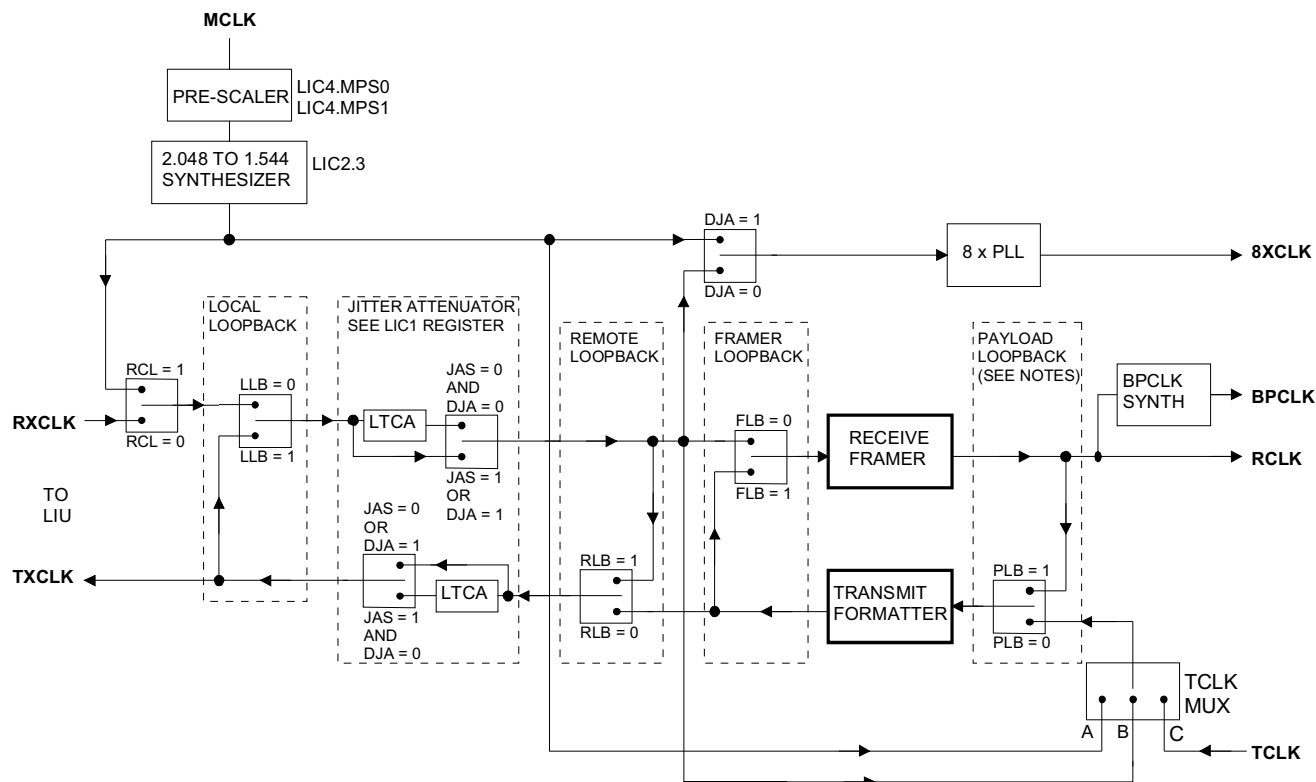 MCLK
PRE-SCALER
LIC4.MPS0
LIC4.MPS1
2.048 TO 1.544
SYNTHESIZER
LIC2.3
DJA = 1
DJA = 0
8 x PLL
8XCLK
LOCAL
LOOPBACK
JITTER ATTENUATOR
SEE LIC1 REGISTER
REMOTE
LOOPBACK
FRAMER
LOOPBACK
PAYLOAD
LOOPBACK
(SEE NOTES)
BPCLK
SYNTH
BPCLK
RXCLK
RCL = 1
RCL = 0
LLB = 0
LLB = 1
LTCA
JAS = 0
AND
DJA = 0
JAS = 1
OR
DJA = 1
FLB = 0
FLB = 1
RECEIVE
FRAMER
RCLK
TO
LIU
TXCLK
JAS = 0
OR
DJA = 1
LTCA
JAS = 1
AND
DJA = 0
RLB = 1
RLB = 0
TRANSMIT
FORMATTER
PLB = 1
PLB = 0
TCLK
MUX
A
B
C
TCLK